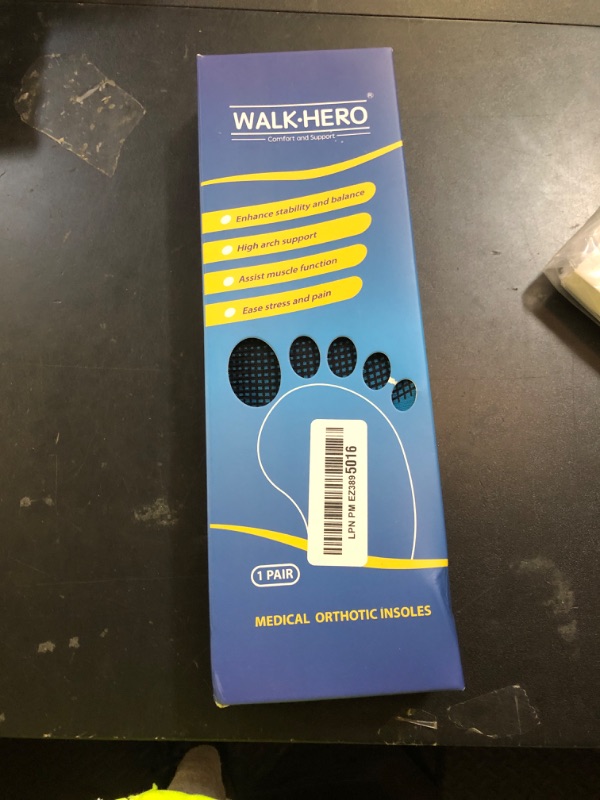 WALK·HERO®
Comfort and Support
Enhance stability and balance
High arch support
Assist muscle function
Ease stress and pain
LPN PM EZ3895016
1 PAIR
MEDICAL ORTHOTIC INSOLES